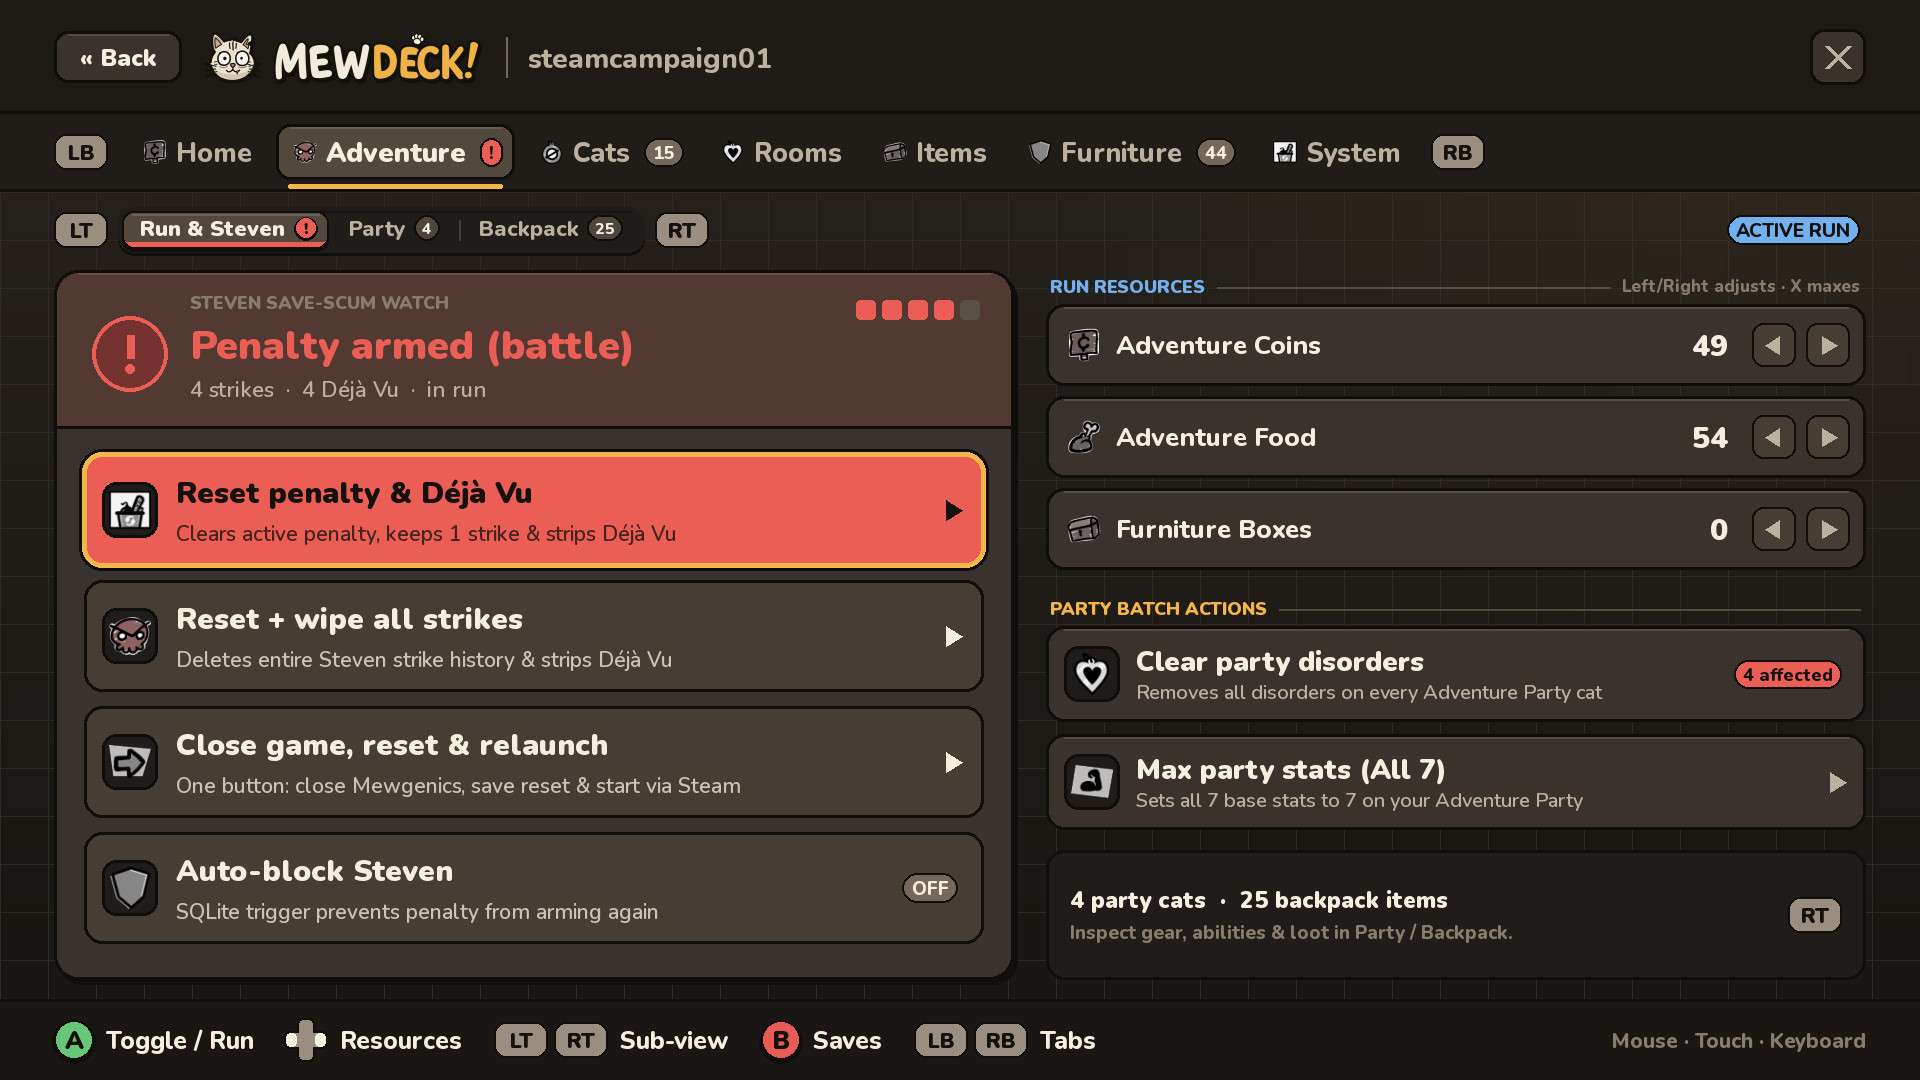 « Back
MEWDECK!
steamcampaign01
LB
Home
Adventure !
Cats 15
Rooms
Items
Furniture 44
System
RB
LT
Run & Steven !
Party 4
Backpack 25
RT
ACTIVE RUN
STEVEN SAVE-SCUM WATCH
Penalty armed (battle)
4 strikes · 4 Déjà Vu · in run
Reset penalty & Déjà Vu
Clears active penalty, keeps 1 strike & strips Déjà Vu
Reset + wipe all strikes
Deletes entire Steven strike history & strips Déjà Vu
Close game, reset & relaunch
One button: close Mewgenics, save reset & start via Steam
Auto-block Steven
SQLite trigger prevents penalty from arming again
OFF
RUN RESOURCES
Left/Right adjusts · X maxes
Adventure Coins 49
Adventure Food 54
Furniture Boxes 0
PARTY BATCH ACTIONS
Clear party disorders
Removes all disorders on every Adventure Party cat
4 affected
Max party stats (All 7)
Sets all 7 base stats to 7 on your Adventure Party
4 party cats · 25 backpack items
Inspect gear, abilities & loot in Party / Backpack.
RT
A Toggle / Run
Resources
LT RT Sub-view
B Saves
LB RB Tabs
Mouse · Touch · Keyboard